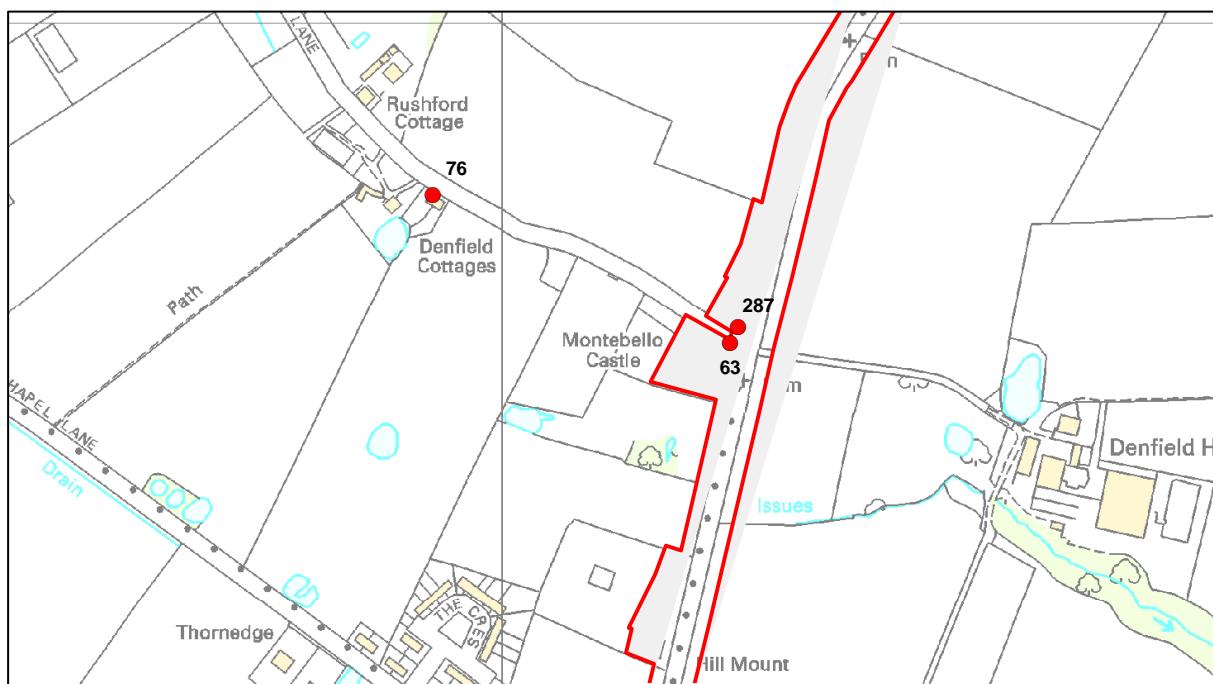 LANE
Rushford
Cottage
76
Denfield
Cottages
Path
287
Montebello
Castle
63
HAPEL LANE
Drain
Denfield H
Issues
THE CRES
Thornedge
Hill Mount